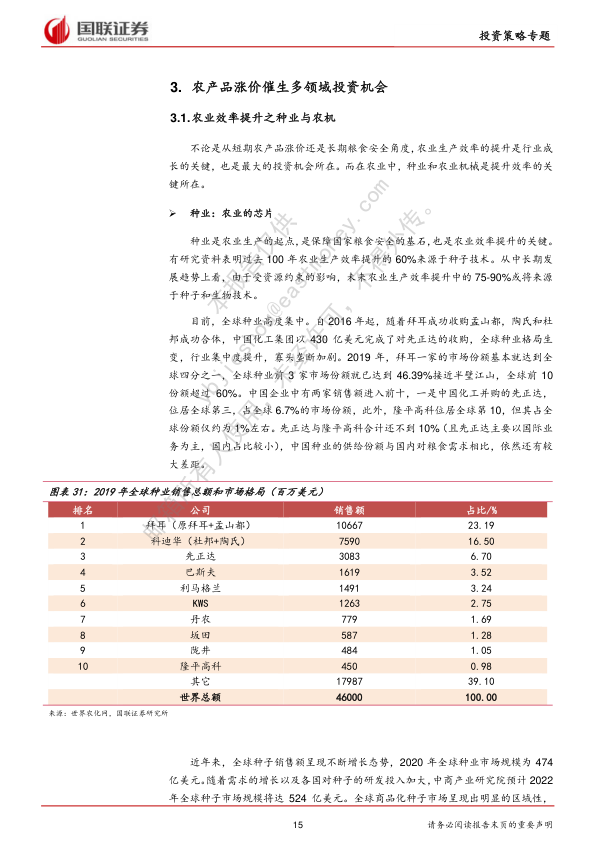 国联证券
GUOLIAN SECURITIES
投资策略专题
3. 农产品涨价催生多领域投资机会
3.1.农业效率提升之种业与农机
不论是从短期农产品涨价还是长期粮食安全角度，农业生产效率的提升是行业成
长的关键，也是最大的投资机会所在。而在农业中，种业和农业机械是提升效率的关
键所在。
➢ 种业：农业的芯片
种业是农业生产的起点，是保障国家粮食安全的基石，也是农业效率提升的关键。
有研究资料表明过去 100 年农业生产效率提升的 60%来源于种子技术。从中长期发
展趋势上看，由于受资源约束的影响，未来农业生产效率提升中的 75-90%或将来源
于种子和生物技术。
目前，全球种业高度集中。自 2016 年起，随着拜耳成功收购孟山都，陶氏和杜
邦成功合体，中国化工集团以 430 亿美元完成了对先正达的收购，全球种业格局生
变，行业集中度提升，寡头垄断加剧。2019 年，拜耳一家的市场份额基本就达到全
球四分之一，全球种业前 3 家市场份额就已达到 46.39%接近半壁江山，全球前 10
份额超过 60%。中国企业中有两家销售额进入前十，一是中国化工并购的先正达，
位居全球第三，占全球 6.7%的市场份额，此外，隆平高科位居全球第 10，但其占全
球份额仅约为 1%左右。先正达与隆平高科合计还不到 10%（且先正达主要以国际业
务为主，国内占比较小），中国种业的供给份额与国内对粮食需求相比，依然还有较
大差距。
图表 31：2019 年全球种业销售总额和市场格局（百万美元）
排名 公司 销售额 占比/%
1 拜耳（原拜耳+孟山都） 10667 23.19
2 科迪华（杜邦+陶氏） 7590 16.50
3 先正达 3083 6.70
4 巴斯夫 1619 3.52
5 利马格兰 1491 3.24
6 KWS 1263 2.75
7 丹农 779 1.69
8 坂田 587 1.28
9 陇井 484 1.05
10 隆平高科 450 0.98
其它 17987 39.10
世界总额 46000 100.00
来源：世界农化网，国联证券研究所
近年来，全球种子销售额呈现不断增长态势，2020 年全球种业市场规模为 474
亿美元。随着需求的增长以及各国对种子的研发投入加大，中商产业研究院预计 2022
年全球种子市场规模将达 524 亿美元。全球商品化种子市场呈现出明显的区域性，
15
请务必阅读报告末页的重要声明